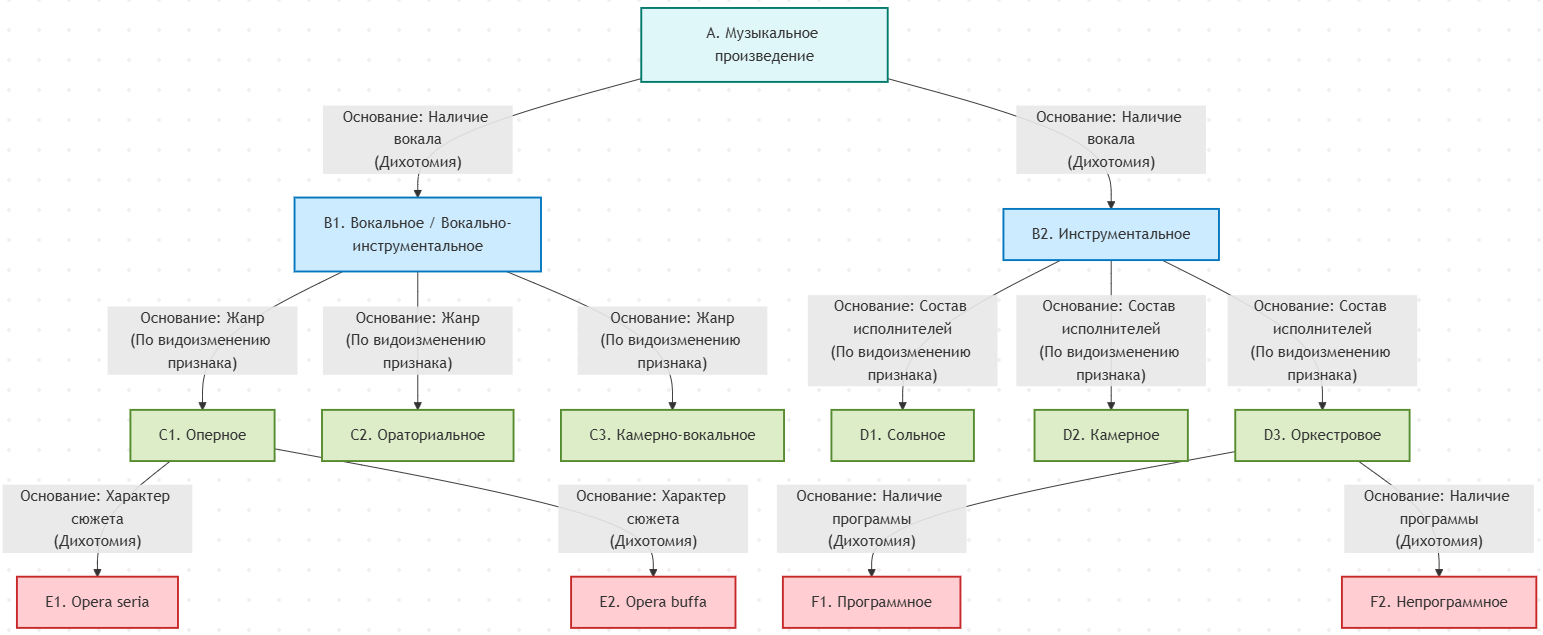 А. Музыкальное
произведение
Основание: Наличие
вокала
(Дихотомия)
Основание: Наличие
вокала
(Дихотомия)
B1. Вокальное / Вокально-
инструментальное
B2. Инструментальное
Основание: Жанр
(По видоизменению
признака)
Основание: Жанр
(По видоизменению
признака)
Основание: Жанр
(По видоизменению
признака)
Основание: Состав
исполнителей
(По видоизменению
признака)
Основание: Состав
исполнителей
(По видоизменению
признака)
Основание: Состав
исполнителей
(По видоизменению
признака)
C1. Оперное
C2. Ораториальное
C3. Камерно-вокальное
D1. Сольное
D2. Камерное
D3. Оркестровое
Основание: Характер
сюжета
(Дихотомия)
Основание: Характер
сюжета
(Дихотомия)
Основание: Наличие
программы
(Дихотомия)
Основание: Наличие
программы
(Дихотомия)
E1. Opera seria
E2. Opera buffa
F1. Программное
F2. Непрограммное